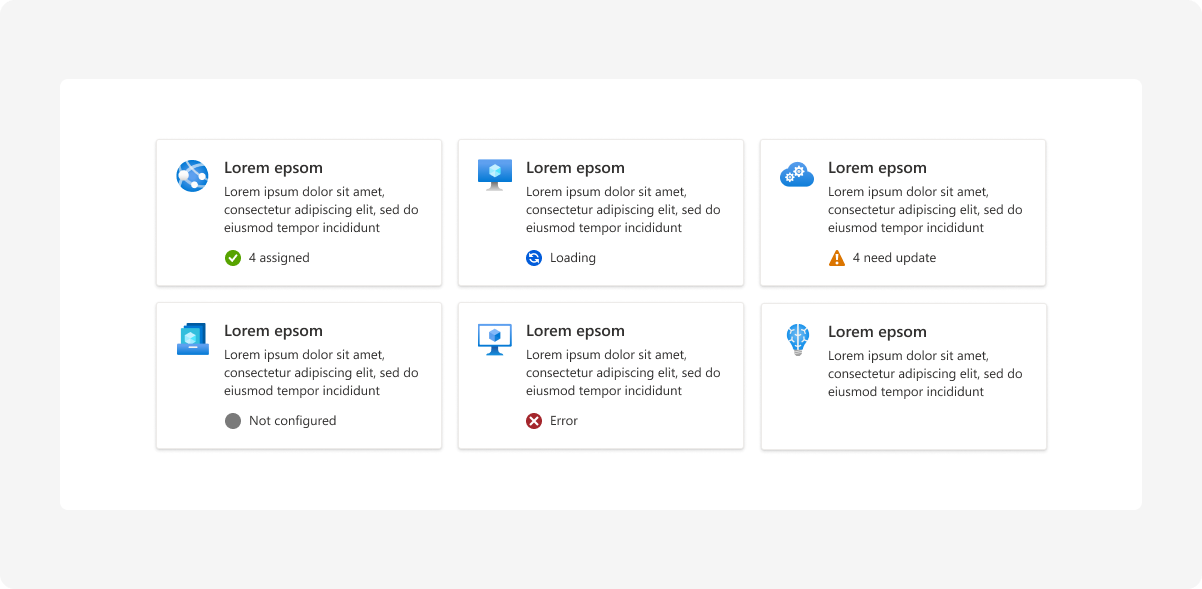 Lorem epsom
Lorem ipsum dolor sit amet,
consectetur adipiscing elit, sed do
eiusmod tempor incididunt
4 assigned
Lorem epsom
Lorem ipsum dolor sit amet,
consectetur adipiscing elit, sed do
eiusmod tempor incididunt
Loading
Lorem epsom
Lorem ipsum dolor sit amet,
consectetur adipiscing elit, sed do
eiusmod tempor incididunt
4 need update
Lorem epsom
Lorem ipsum dolor sit amet,
consectetur adipiscing elit, sed do
eiusmod tempor incididunt
Not configured
Lorem epsom
Lorem ipsum dolor sit amet,
consectetur adipiscing elit, sed do
eiusmod tempor incididunt
Error
Lorem epsom
Lorem ipsum dolor sit amet,
consectetur adipiscing elit, sed do
eiusmod tempor incididunt